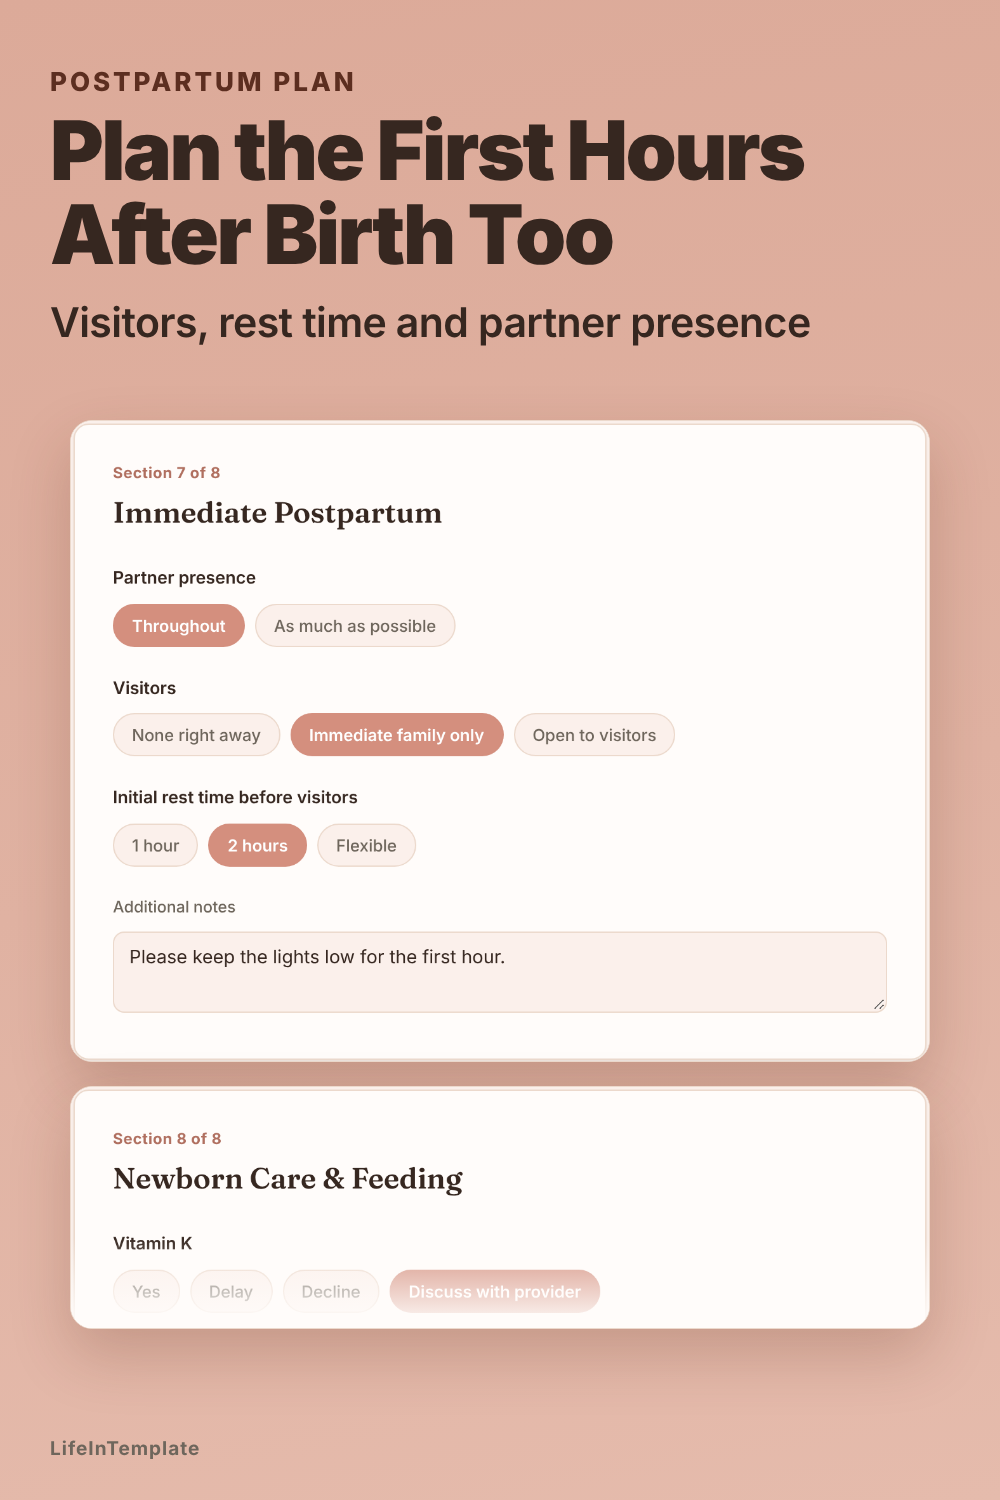 POSTPARTUM PLAN
Plan the First Hours
After Birth Too
Visitors, rest time and partner presence
Section 7 of 8
Immediate Postpartum
Partner presence
Throughout As much as possible
Visitors
None right away Immediate family only Open to visitors
Initial rest time before visitors
1 hour 2 hours Flexible
Additional notes
Please keep the lights low for the first hour.
Section 8 of 8
Newborn Care & Feeding
Vitamin K
Yes Delay Decline Discuss with provider
LifeInTemplate